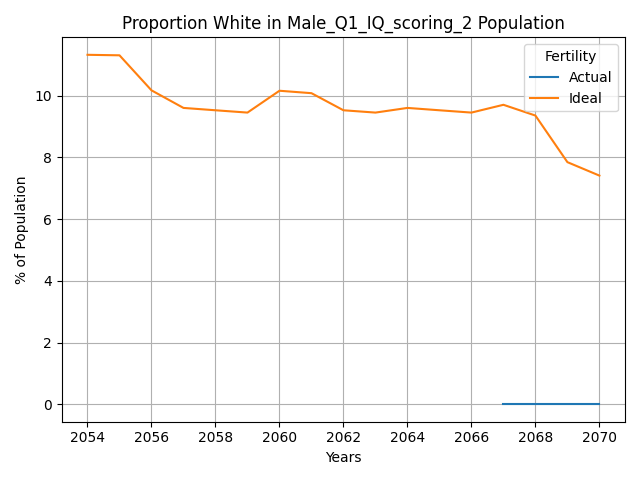 Proportion White in Male_Q1_IQ_scoring_2 Population
Fertility
Actual
Ideal
% of Population
10
8
6
4
2
0
2054 2056 2058 2060 2062 2064 2066 2068 2070
Years